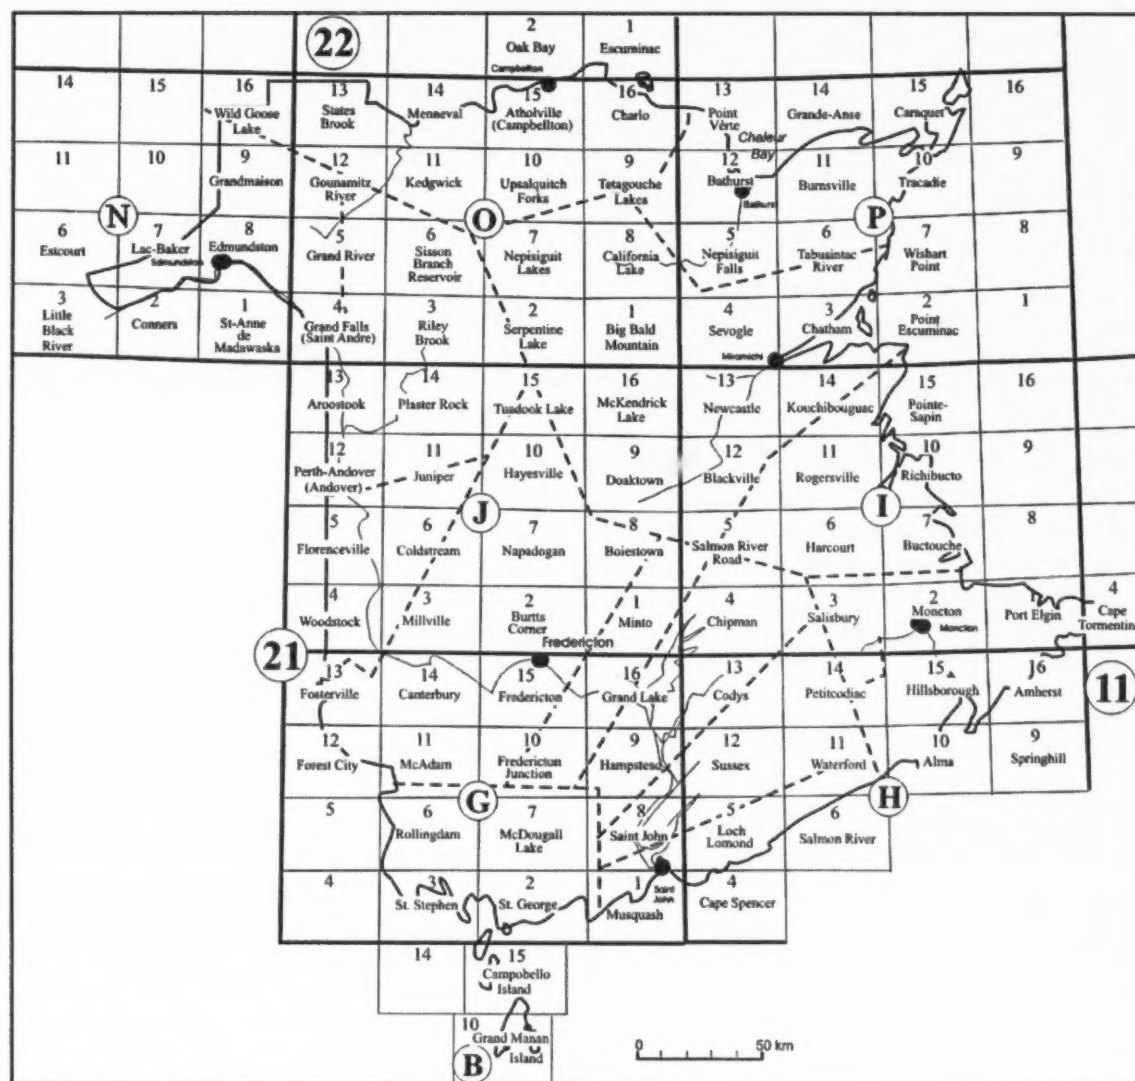 22
2 1
Oak Bay Escuminac
Campbellton
14 15 16 13 14 15 16 13 14 15 16
Wild Goose Lake States Brook Menneval Atholville (Campbellton) Charlo Point Vèrte Grande-Anse Caraquet
Chaleur Bay
11 10 9 12 11 10 9 12 11 10 9
Grandmaison Gounamitz River Kedgwick Upsalquitch Forks Tetagouche Lakes Bathurst Burnsville Tracadie
Bathurst
N O P
6 7 8 5 6 7 8 5 6 7 8
Estcourt Lac-Baker Edmundston Grand River Sisson Branch Reservoir Nepisiguit Lakes California Lake Nepisiguit Falls Tabuaintac River Wishart Point
Edmundston
3 2 1 4 3 2 1 4 3 2 1
Little Black River Conners St-Anne de Madawaska Grand Falls (Saint Andre) Riley Brook Serpentine Lake Big Bald Mountain Sevogle Chatham Point Escuminac
Miramichi
13 14 15 16 13 14 15 16
Aroostook Plaster Rock Tuadook Lake McKendrick Lake Newcastle Kouchibouguac Pointe-Sapin
12 11 10 9 12 11 10 9
Perth-Andover (Andover) Juniper Hayesville Doaktown Blackville Rogersville Richibucto
J I
5 6 7 8 5 6 7 8
Florenceville Coldstream Napadogan Boiestown Salmon River Road Harcourt Buctouche
4 3 2 1 4 3 2 4
Woodstock Millville Burtts Corner Minto Chipman Salisbury Moncton Port Elgin Cape Tormentine
Fredericton Moncton
21 11
13 14 15 16 13 14 15 16
Fosterville Canterbury Fredericton Grand Lake Codys Petitcodiac Hillsborough Amherst
12 11 10 9 12 11 10 9
Forest City McAdam Fredericton Junction Hampstead Sussex Waterford Alma Springhill
G H
5 6 7 8 5 6
Rollingdam McDougall Lake Saint John Loch Lomond Salmon River
4 3 2 1 4
St. Stephen St. George Musquash Saint John Cape Spencer
14 15
Campobello Island
10
Grand Manan Island
B
0 50 km